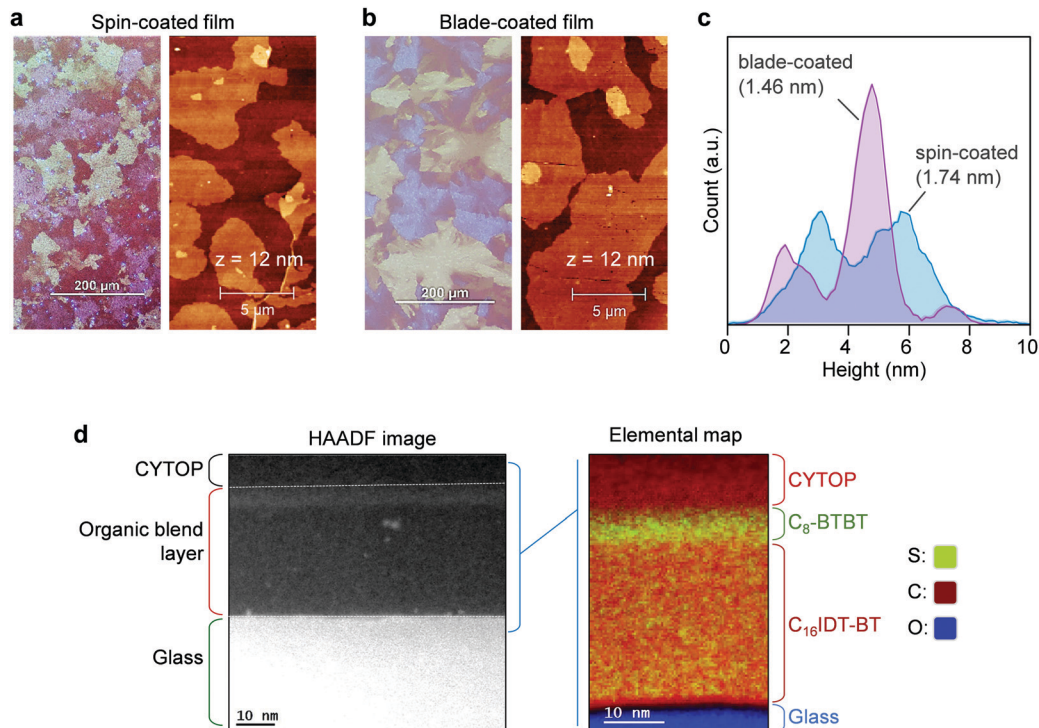 a
Spin-coated film
200 µm
z = 12 nm
5 µm
b
Blade-coated film
200 µm
z = 12 nm
5 µm
c
blade-coated
(1.46 nm)
spin-coated
(1.74 nm)
Count (a.u.)
0 2 4 6 8 10
Height (nm)
d
HAADF image
CYTOP
Organic blend
layer
Glass
10 nm
Elemental map
CYTOP
C₈-BTBT
C₁₆IDT-BT
Glass
10 nm
S:
C:
O: